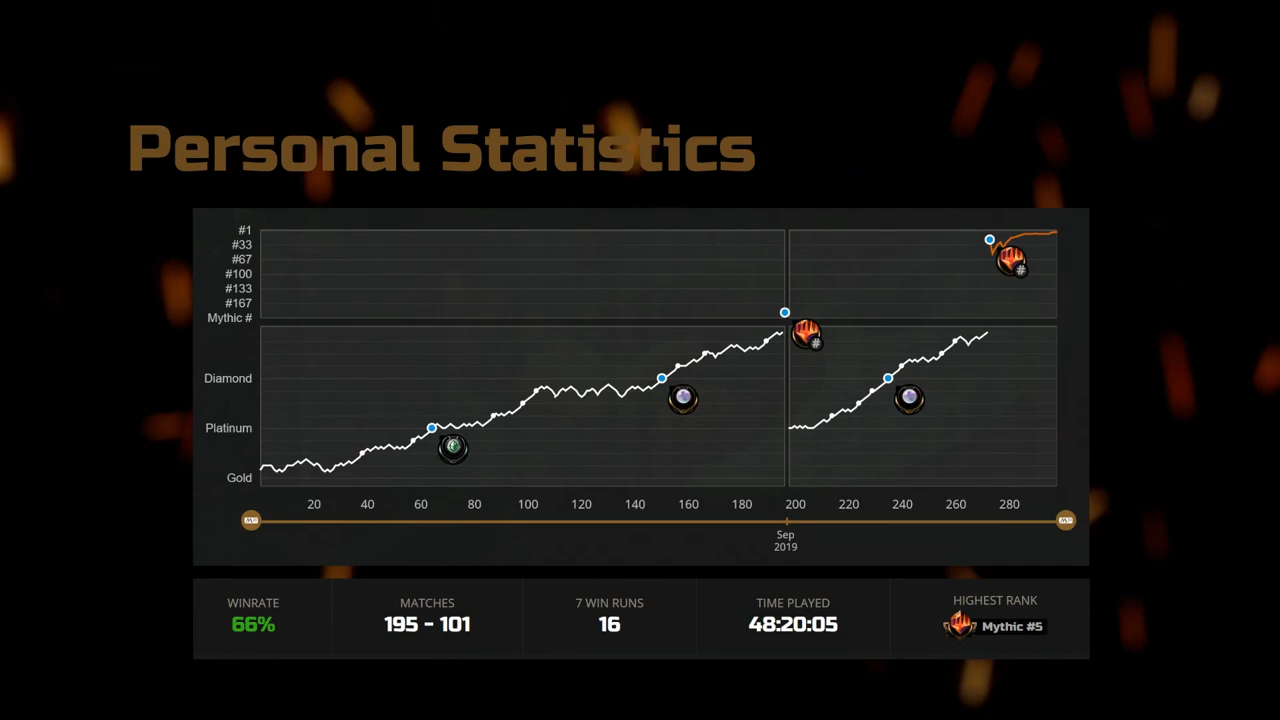 Personal Statistics
#1
#33
#67
#100
#133
#167
Mythic #
Diamond
Platinum
Gold
20 40 60 80 100 120 140 160 180 200 220 240 260 280
Sep
2019
WINRATE MATCHES 7 WIN RUNS TIME PLAYED HIGHEST RANK
66% 195 - 101 16 48:20:05 Mythic #5